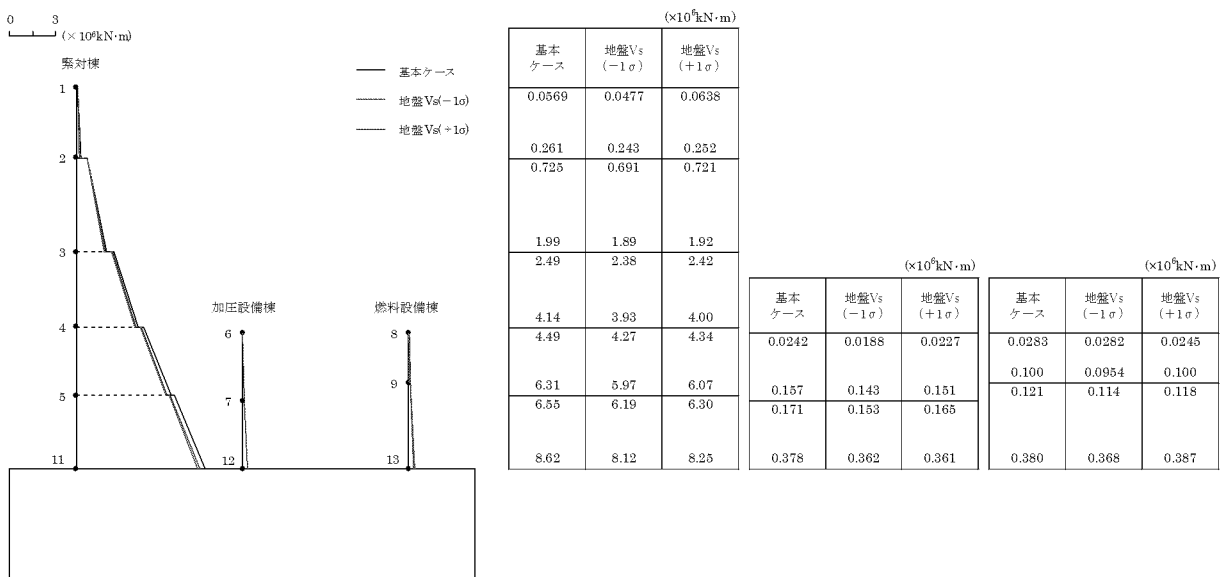 0 3
(×10⁶kN·m)
緊対棟
1
2
3
4
5
11
基本ケース
地盤Vs(-1σ)
地盤Vs(+1σ)
加圧設備棟
6
7
12
燃料設備棟
8
9
13
(×10⁶kN·m)
基本ケース 地盤Vs(-1σ) 地盤Vs(+1σ)
0.0569 0.0477 0.0638
0.261 0.243 0.252
0.725 0.691 0.721
1.99 1.89 1.92
2.49 2.38 2.42
4.14 3.93 4.00
4.49 4.27 4.34
6.31 5.97 6.07
6.55 6.19 6.30
8.62 8.12 8.25
(×10⁶kN·m)
基本ケース 地盤Vs(-1σ) 地盤Vs(+1σ)
0.0242 0.0188 0.0227
0.157 0.143 0.151
0.171 0.153 0.165
0.378 0.362 0.361
(×10⁶kN·m)
基本ケース 地盤Vs(-1σ) 地盤Vs(+1σ)
0.0283 0.0282 0.0245
0.100 0.0954 0.100
0.121 0.114 0.118
0.380 0.368 0.387